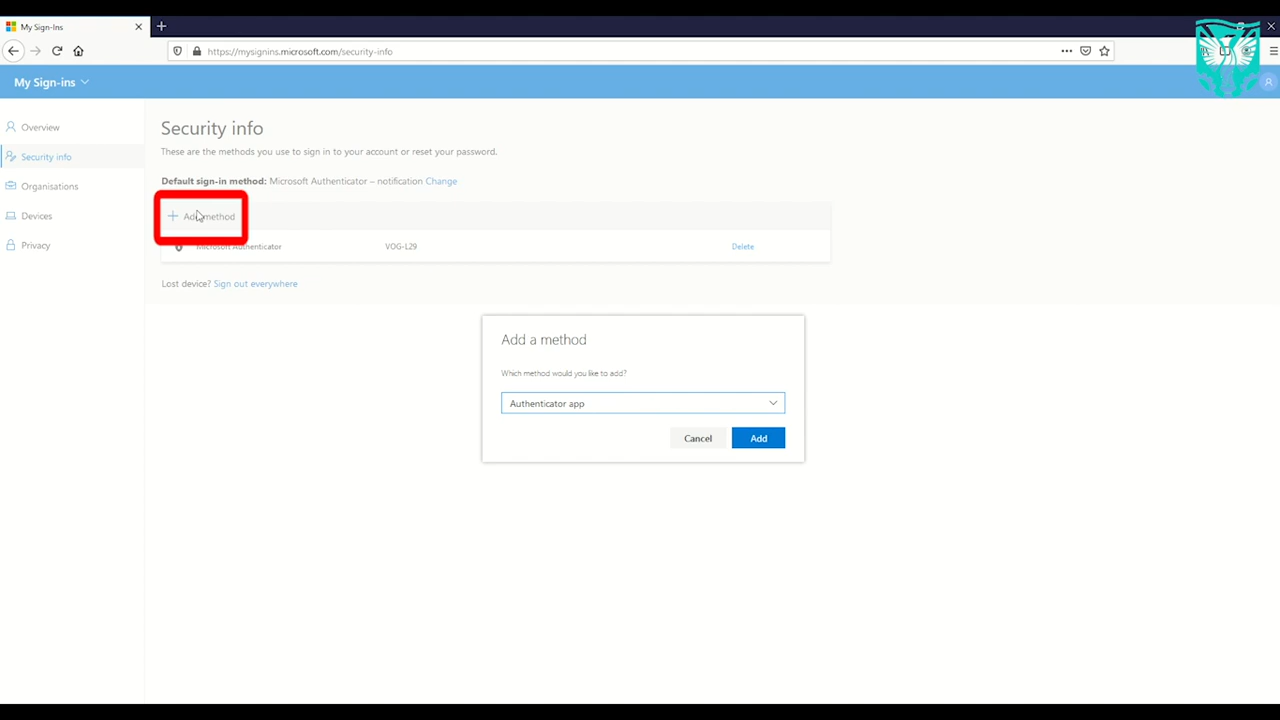 My Sign-Ins
https://mysignins.microsoft.com/security-info
My Sign-ins
Overview
Security info
Organisations
Devices
Privacy
Security info
These are the methods you use to sign in to your account or reset your password.
Default sign-in method: Microsoft Authenticator – notification Change
Add method
Microsoft Authenticator VOG-L29 Delete
Lost device? Sign out everywhere
Add a method
Which method would you like to add?
Authenticator app
Cancel Add